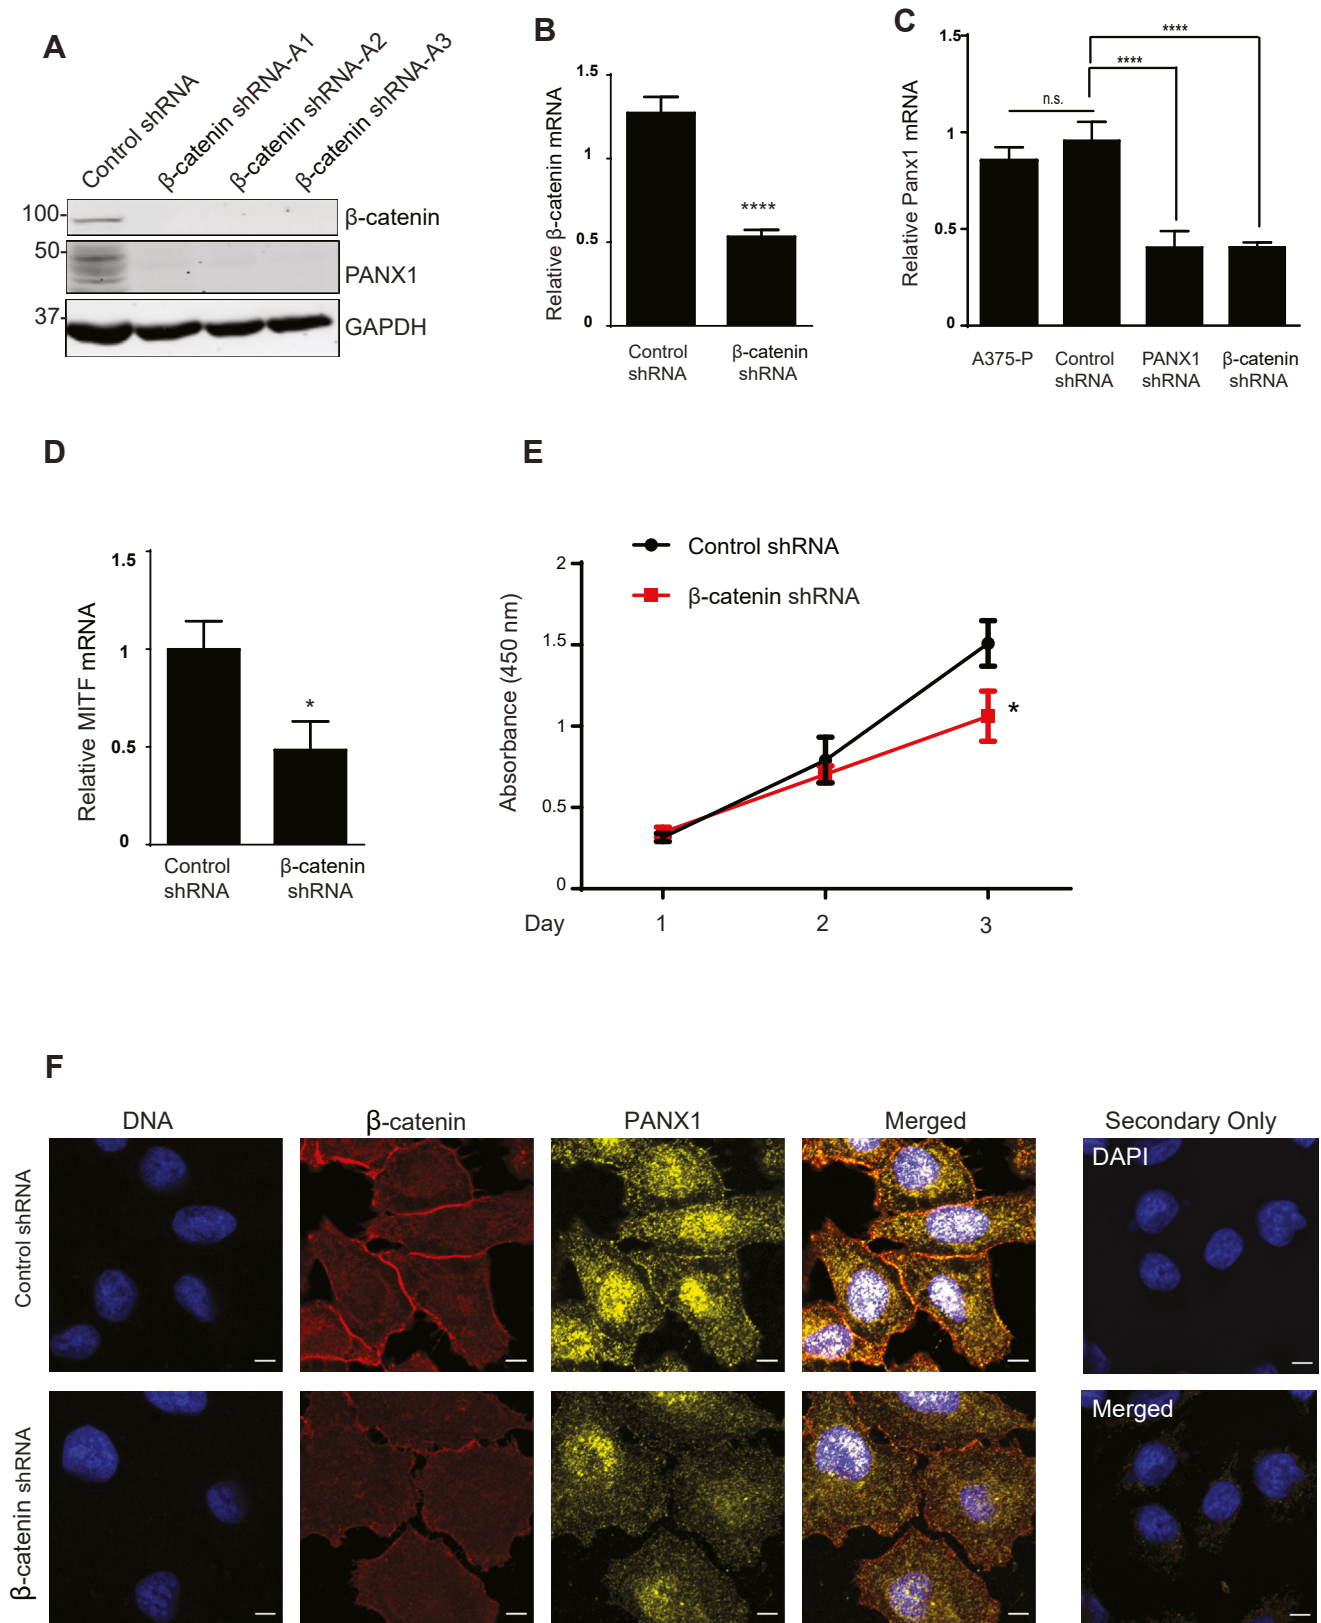 A
Control shRNA
β-catenin shRNA-A1
β-catenin shRNA-A2
β-catenin shRNA-A3
100
β-catenin
50
PANX1
37
GAPDH
B
Relative β-catenin mRNA
1.5
1
0.5
0
****
Control
shRNA
β-catenin
shRNA
C
Relative Panx1 mRNA
1.5
1
0.5
0
n.s.
****
****
A375-P
Control
shRNA
PANX1
shRNA
β-catenin
shRNA
D
Relative MITF mRNA
1.5
1
0.5
0
*
Control
shRNA
β-catenin
shRNA
E
Control shRNA
β-catenin shRNA
Absorbance (450 nm)
2
1.5
1
0.5
0
*
Day 1 2 3
F
DNA
β-catenin
PANX1
Merged
Secondary Only
Control shRNA
DAPI
β-catenin shRNA
Merged